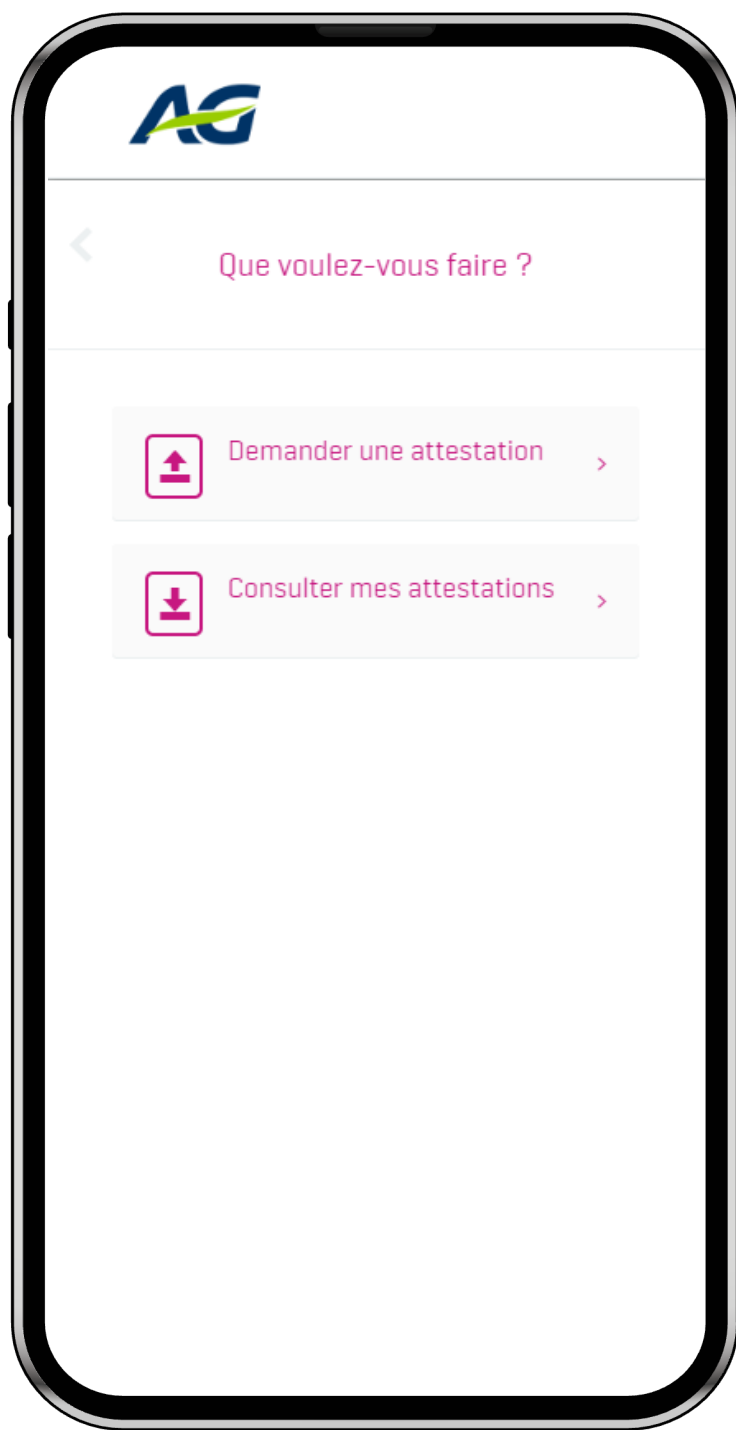 AG
Que voulez-vous faire ?
Demander une attestation
Consulter mes attestations